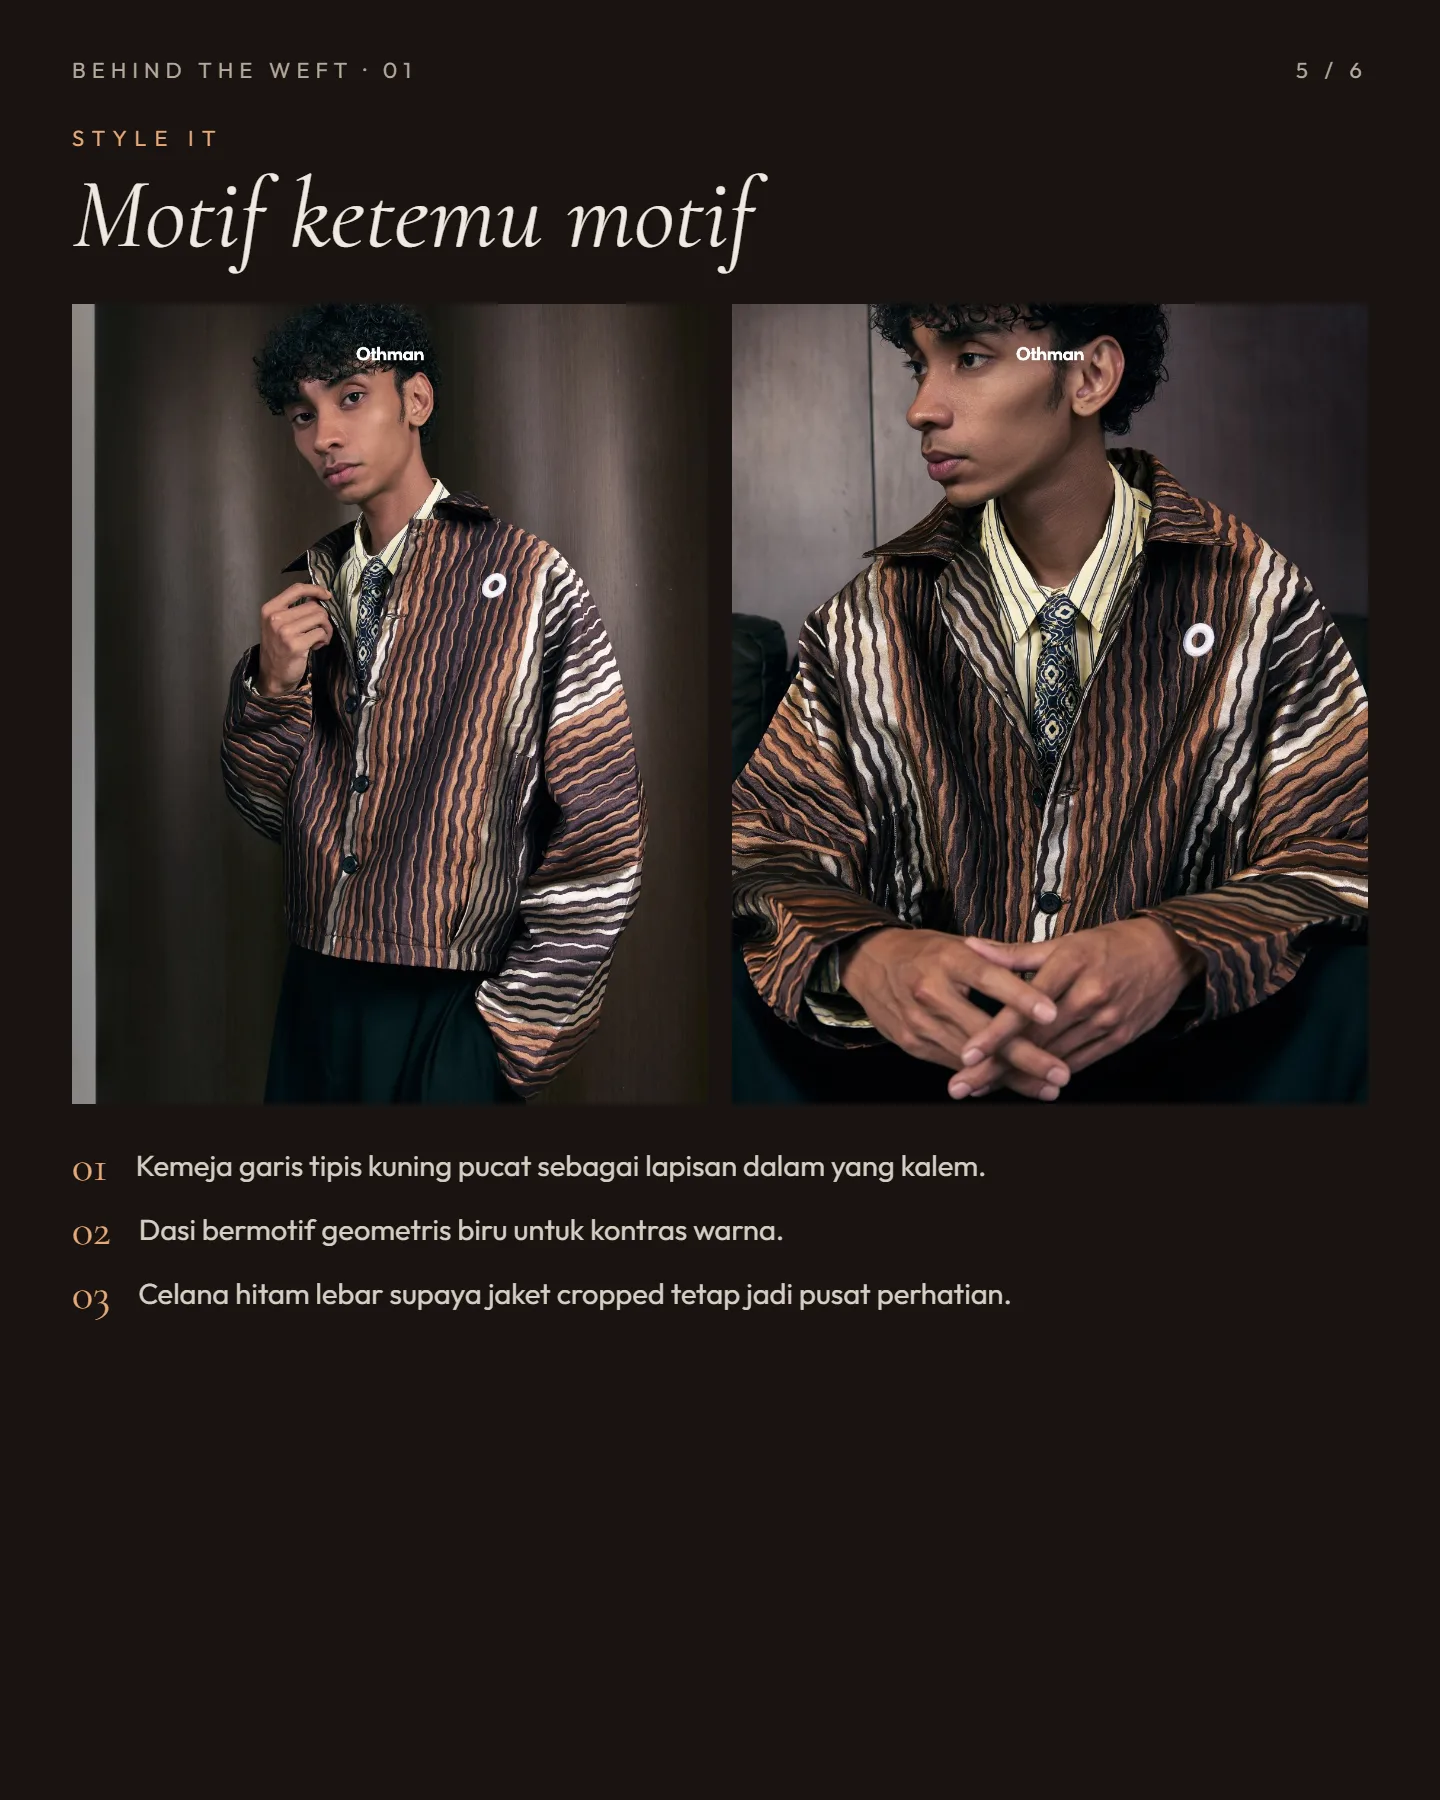 BEHIND THE WEFT · 01
5 / 6
STYLE IT
Motif ketemu motif
Othman
Othman
01 Kemeja garis tipis kuning pucat sebagai lapisan dalam yang kalem.
02 Dasi bermotif geometris biru untuk kontras warna.
03 Celana hitam lebar supaya jaket cropped tetap jadi pusat perhatian.